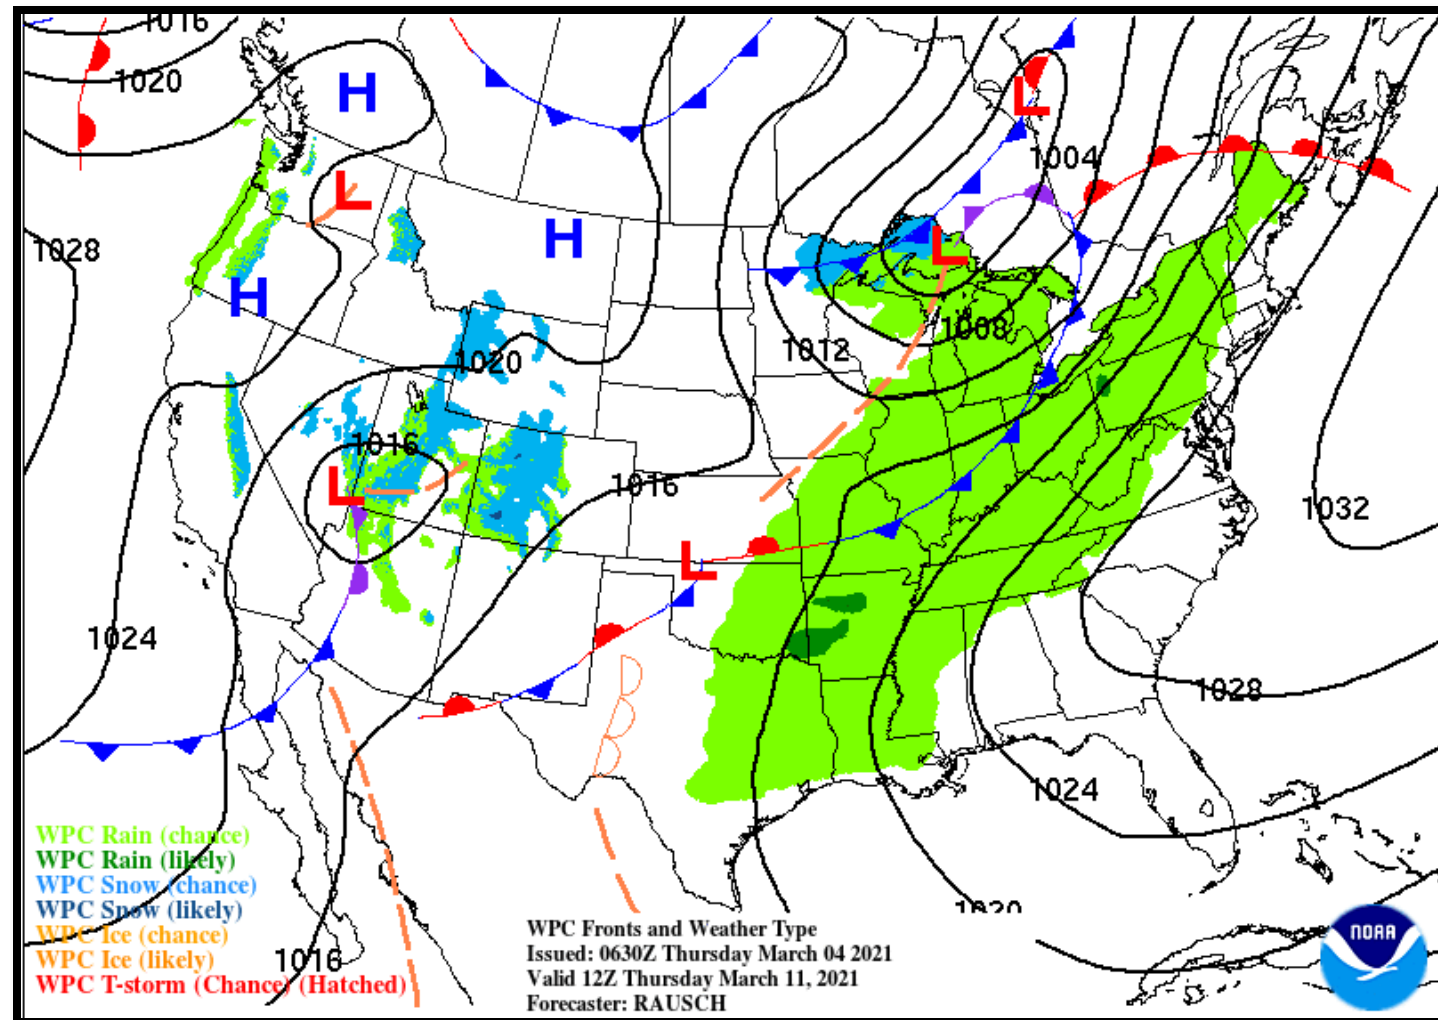 1016
1020
H
L
1004
L
1028
H
H
L
1008
1012
1020
1016
L
1016
1032
L
1024
1028
1024
WPC Rain (chance)
WPC Rain (likely)
WPC Snow (chance)
WPC Snow (likely)
WPC Ice (chance)
WPC Ice (likely)
WPC T-storm (Chance) (Hatched)
1016
1020
WPC Fronts and Weather Type
Issued: 0630Z Thursday March 04 2021
Valid 12Z Thursday March 11, 2021
Forecaster: RAUSCH
NOAA